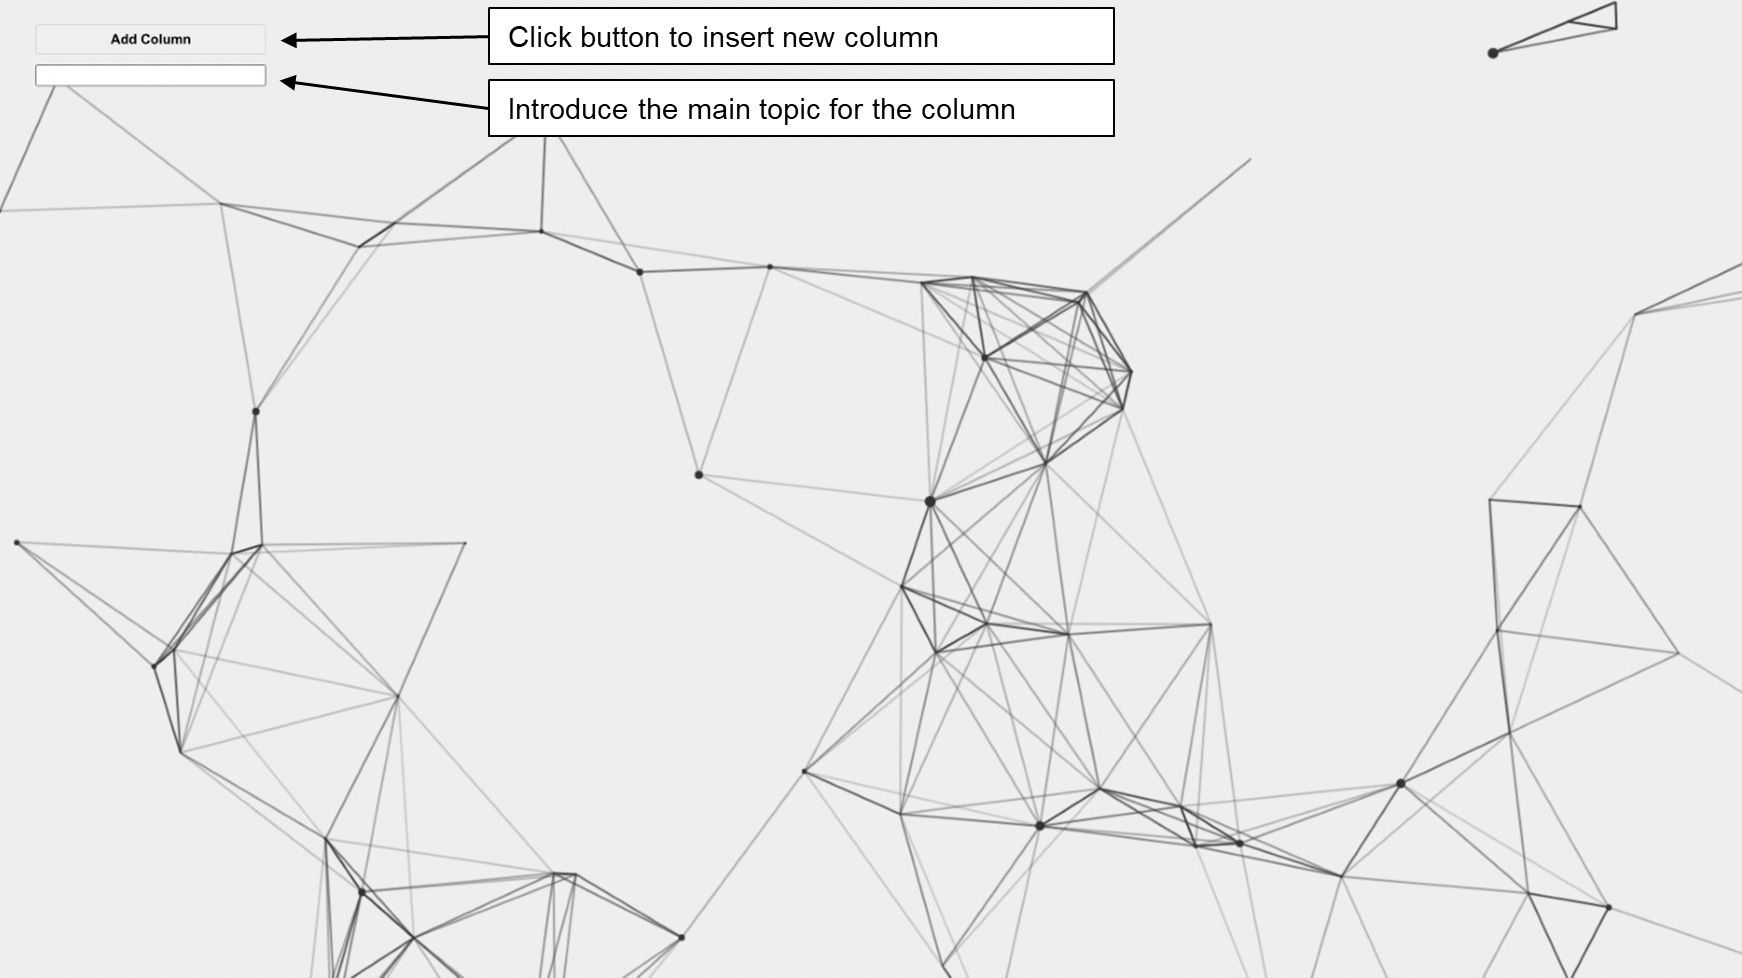 Add Column
Click button to insert new column
Introduce the main topic for the column